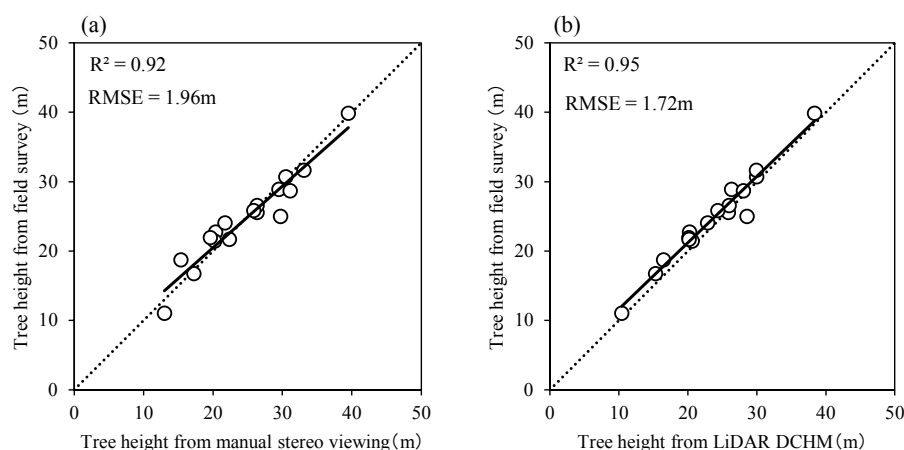 (a)
R² = 0.92
RMSE = 1.96m
Tree height from field survey (m)
50
40
30
20
10
0
0 10 20 30 40 50
Tree height from manual stereo viewing(m)
(b)
R² = 0.95
RMSE = 1.72m
Tree height from field survey (m)
50
40
30
20
10
0
0 10 20 30 40 50
Tree height from LiDAR DCHM(m)